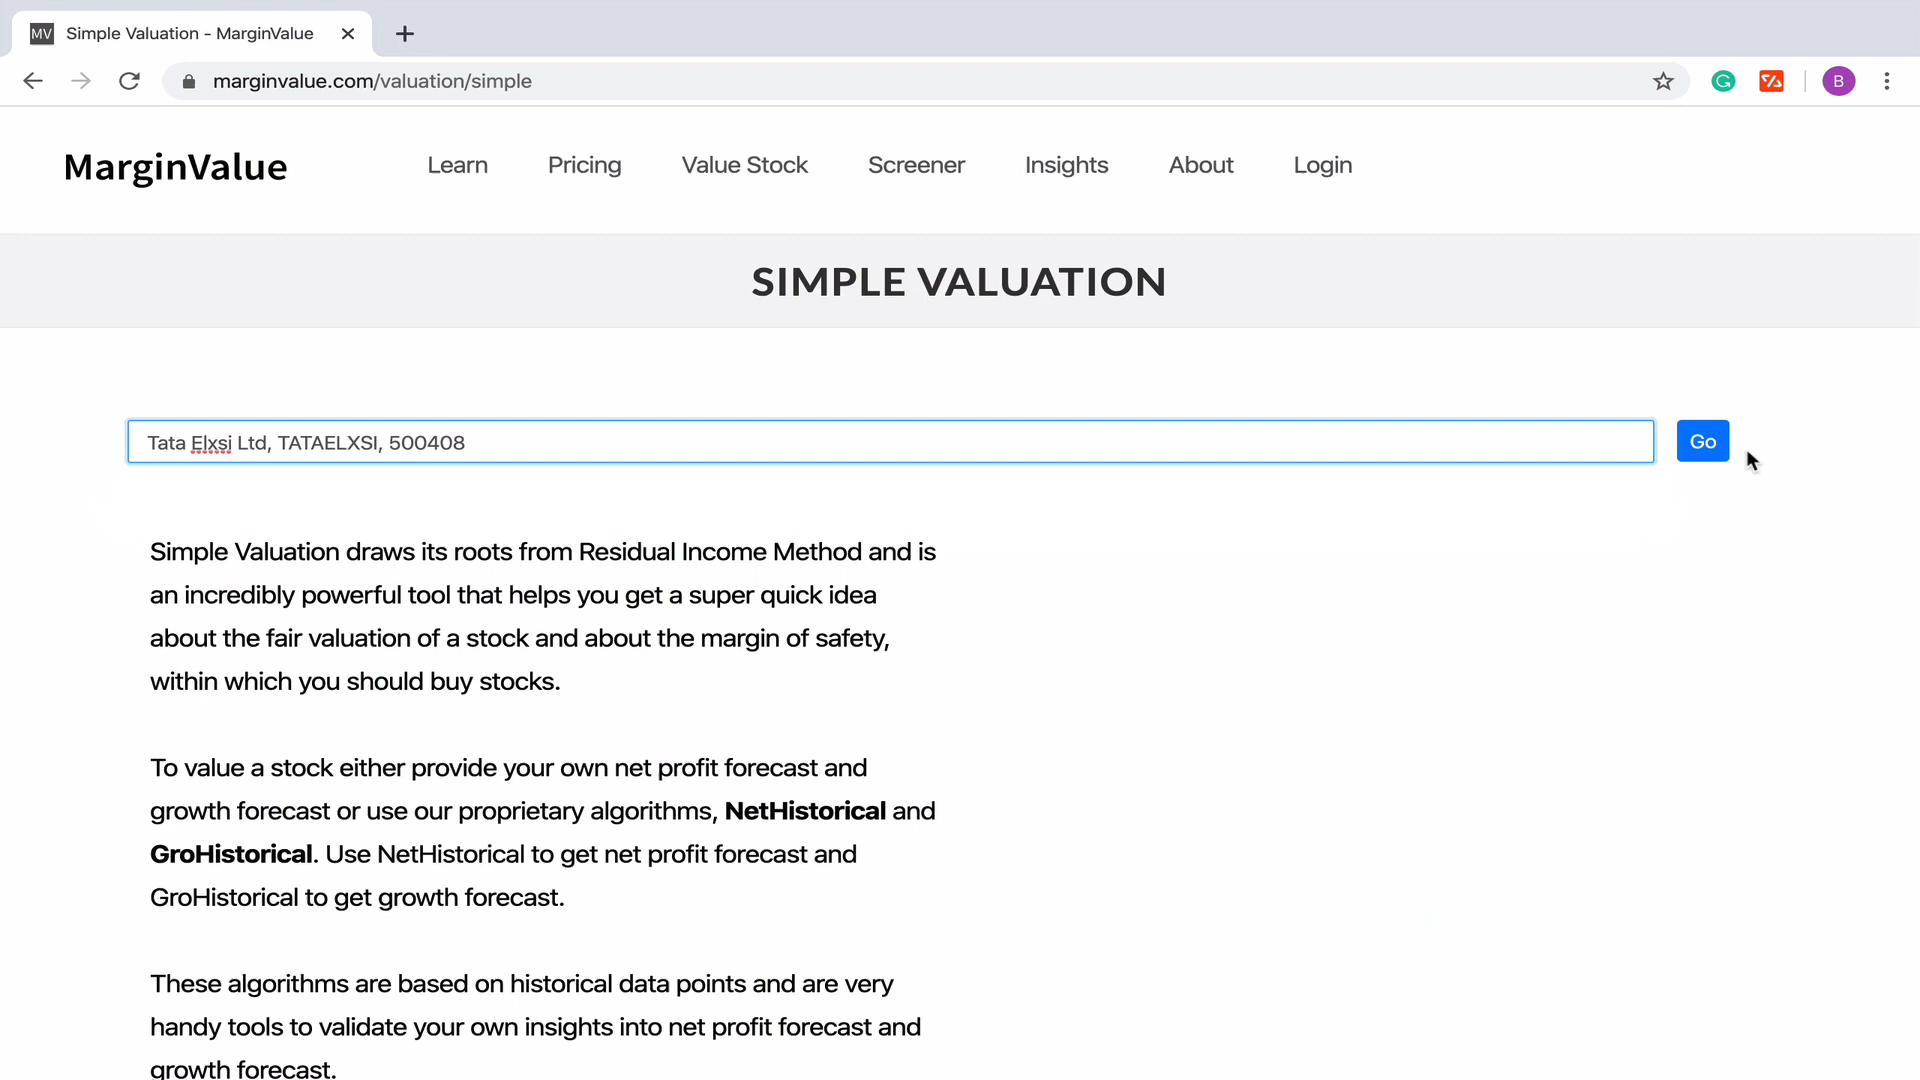 MV Simple Valuation - MarginValue
marginvalue.com/valuation/simple
B
MarginValue
Learn Pricing Value Stock Screener Insights About Login
SIMPLE VALUATION
Tata Elxsi Ltd, TATAELXSI, 500408
Go
Simple Valuation draws its roots from Residual Income Method and is
an incredibly powerful tool that helps you get a super quick idea
about the fair valuation of a stock and about the margin of safety,
within which you should buy stocks.
To value a stock either provide your own net profit forecast and
growth forecast or use our proprietary algorithms, NetHistorical and
GroHistorical. Use NetHistorical to get net profit forecast and
GroHistorical to get growth forecast.
These algorithms are based on historical data points and are very
handy tools to validate your own insights into net profit forecast and
growth forecast.